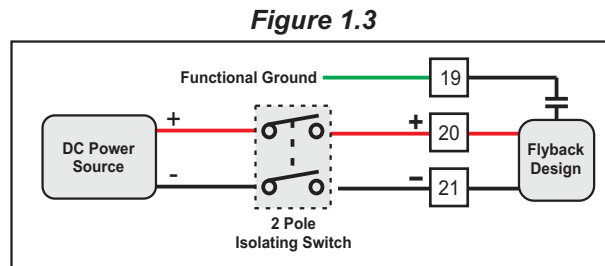 Figure 1.3
Functional Ground
19
+
+
20
DC Power
Source
Flyback
Design
-
–
21
2 Pole
Isolating Switch